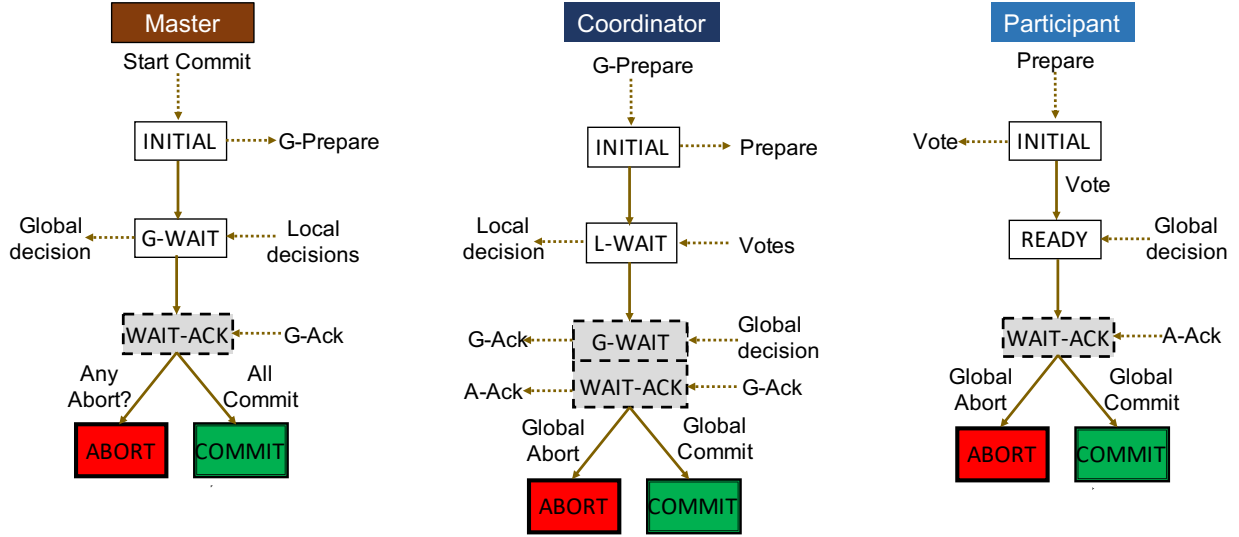 Master
Start Commit
INITIAL
G-Prepare
Global
decision
G-WAIT
Local
decisions
WAIT-ACK
G-Ack
Any
Abort?
All
Commit
ABORT
COMMIT
Coordinator
G-Prepare
INITIAL
Prepare
Local
decision
L-WAIT
Votes
G-Ack
G-WAIT
Global
decision
A-Ack
WAIT-ACK
G-Ack
Global
Abort
Global
Commit
ABORT
COMMIT
Participant
Prepare
Vote
INITIAL
Vote
READY
Global
decision
WAIT-ACK
A-Ack
Global
Abort
Global
Commit
ABORT
COMMIT